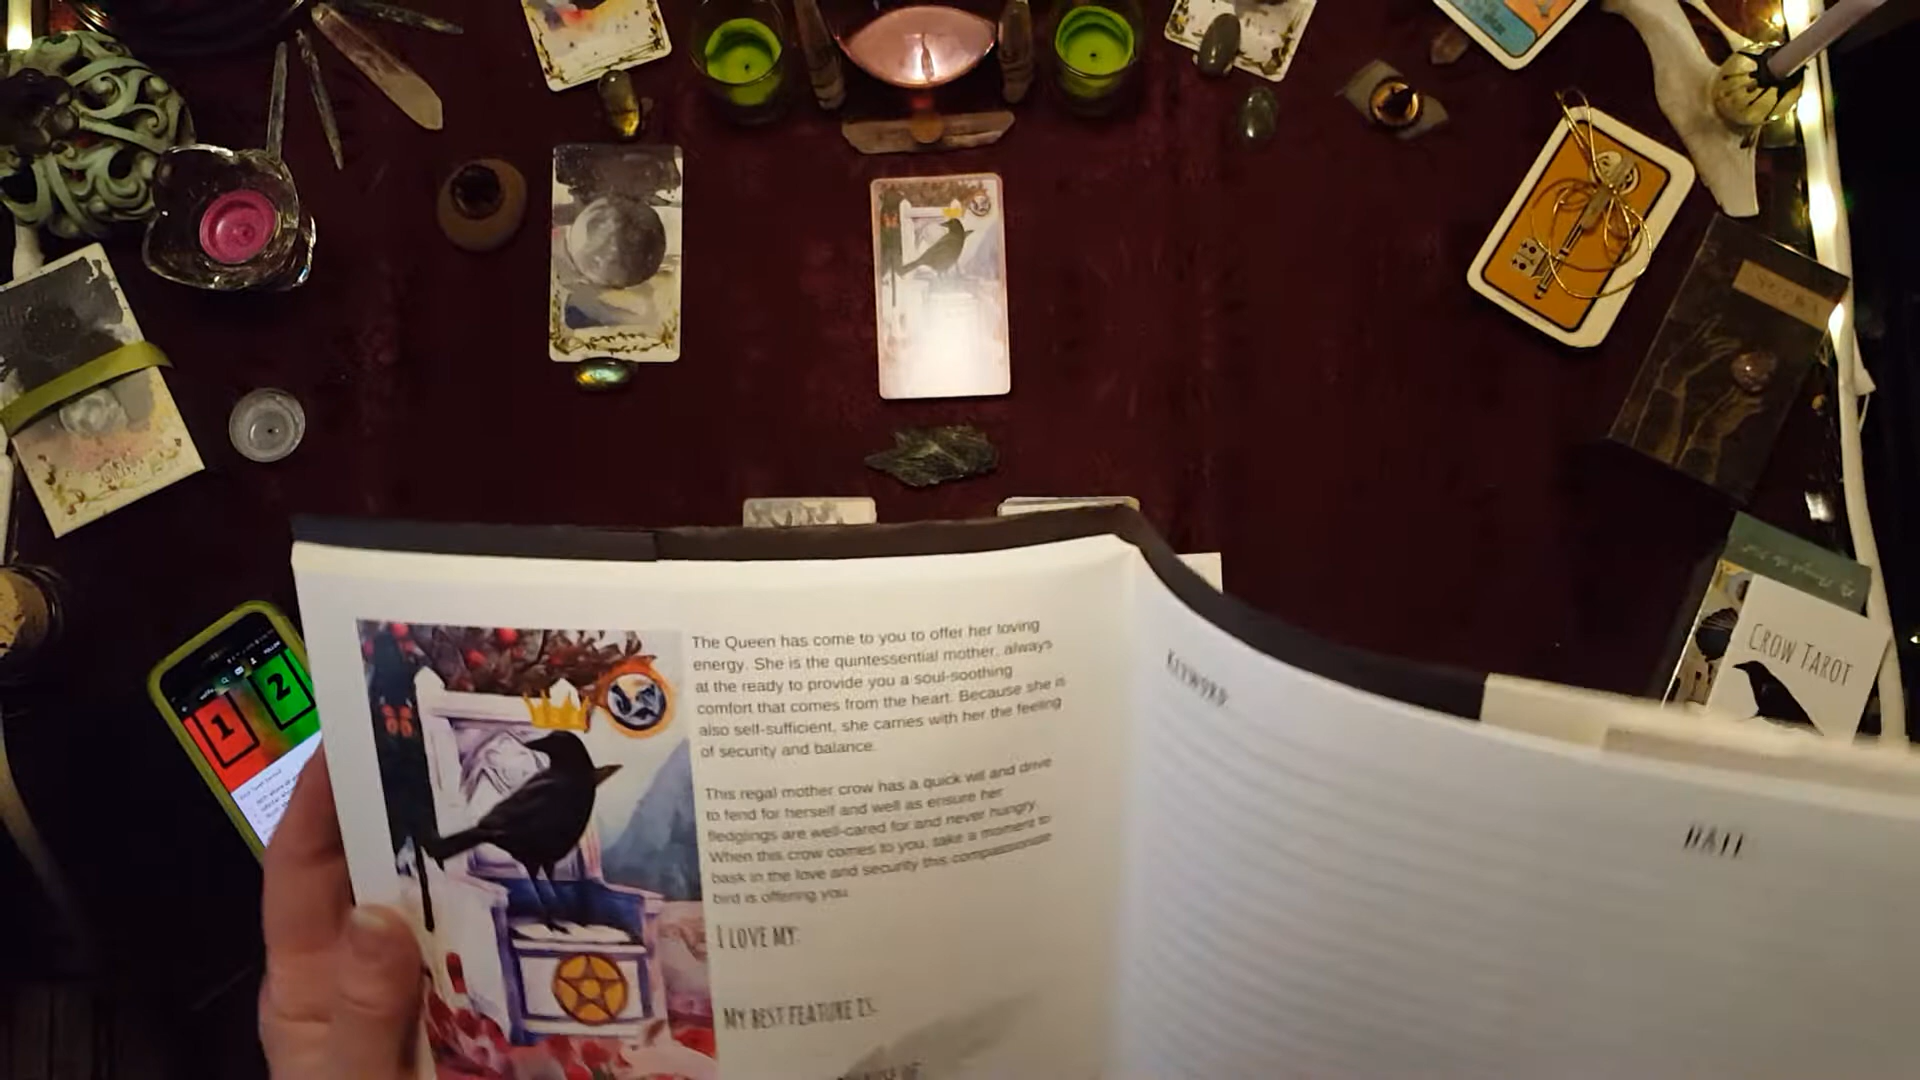 The Queen has come to you to offer her loving
energy. She is the quintessential mother, always
at the ready to provide you a soul-soothing
comfort that comes from the heart. Because she is
also self-sufficient, she carries with her the feeling
of security and balance.
This regal mother crow has a quick wit and drive
to fend for herself and well as ensure her
fledglings are well-cared for and never hungry.
When this crow comes to you, take a moment to
bask in the love and security this compassionate
bird is offering you.
I LOVE MY:
MY BEST FEATURE IS:
KEYWORD
1
2
CROW TAROT